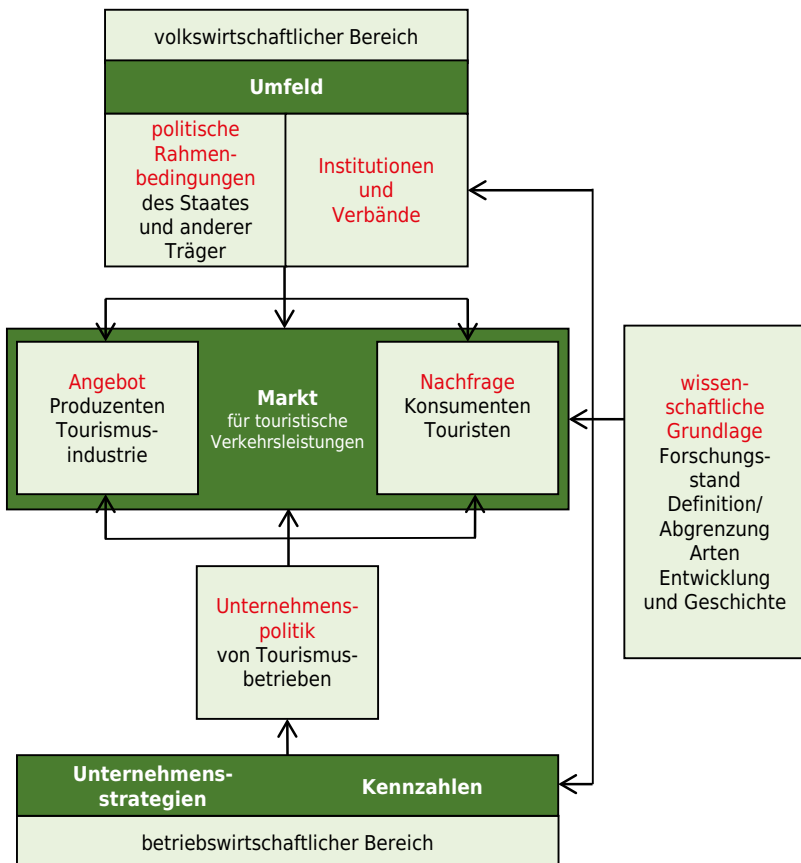 volkswirtschaftlicher Bereich
Umfeld
politische
Rahmen-
bedingungen
des Staates
und anderer
Träger
Institutionen
und
Verbände
Angebot
Produzenten
Tourismus-
industrie
Markt
für touristische
Verkehrsleistungen
Nachfrage
Konsumenten
Touristen
wissen-
schaftliche
Grundlage
Forschungs-
stand
Definition/
Abgrenzung
Arten
Entwicklung
und Geschichte
Unternehmens-
politik
von Tourismus-
betrieben
Unternehmens-
strategien
Kennzahlen
betriebswirtschaftlicher Bereich